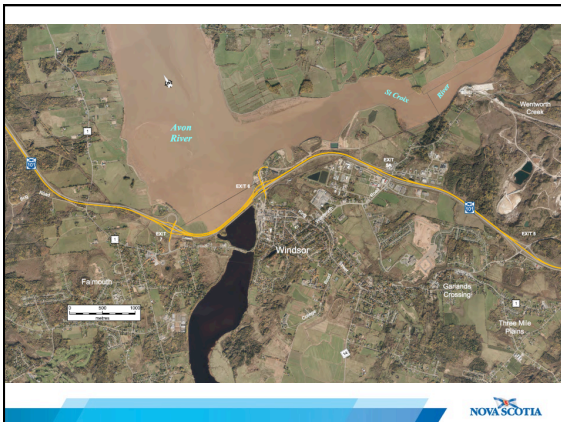 1
Avon
River
St Croix
River
Wentworth
Creek
101
EXIT 6
EXIT
5A
101
EXIT 5
1
EXIT
7
Windsor
Falmouth
0 500 1000
metres
Garlands
Crossing
1
14
Three Mile
Plains
NOVA SCOTIA